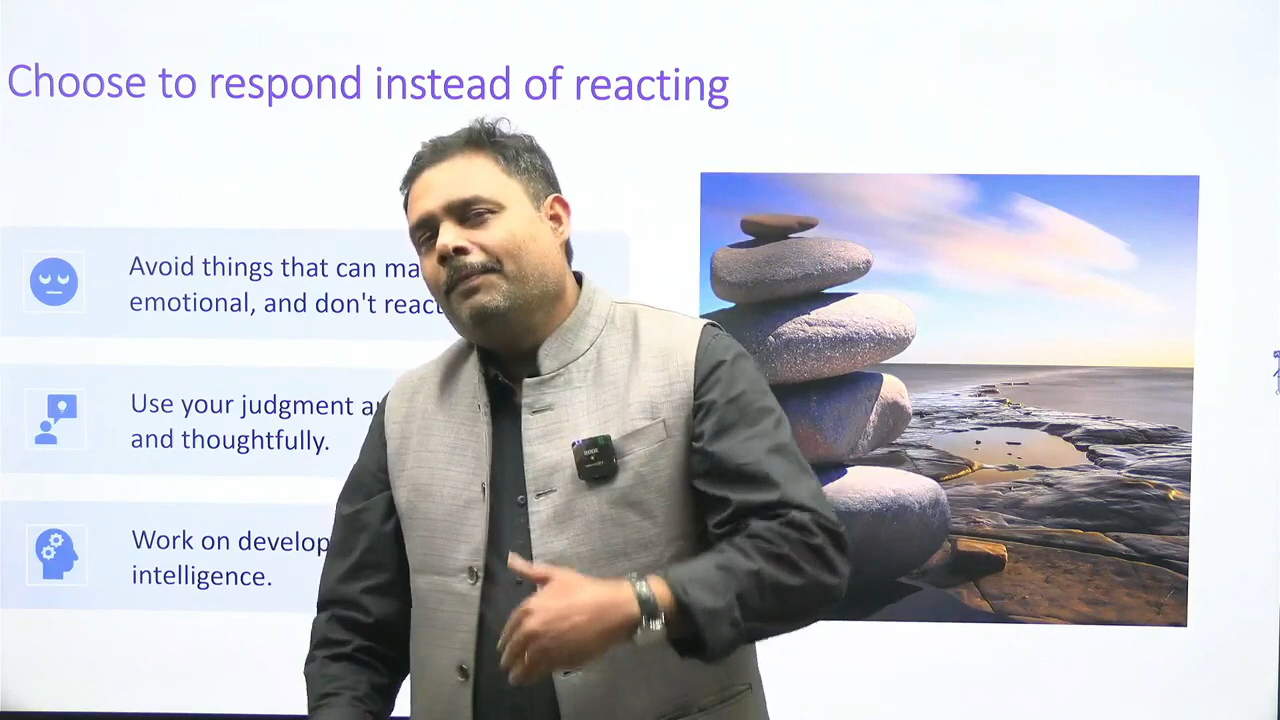 Choose to respond instead of reacting
Avoid things that can
emotional, and don't
Use your judgment
and thoughtfully.
Work on
intelligence.